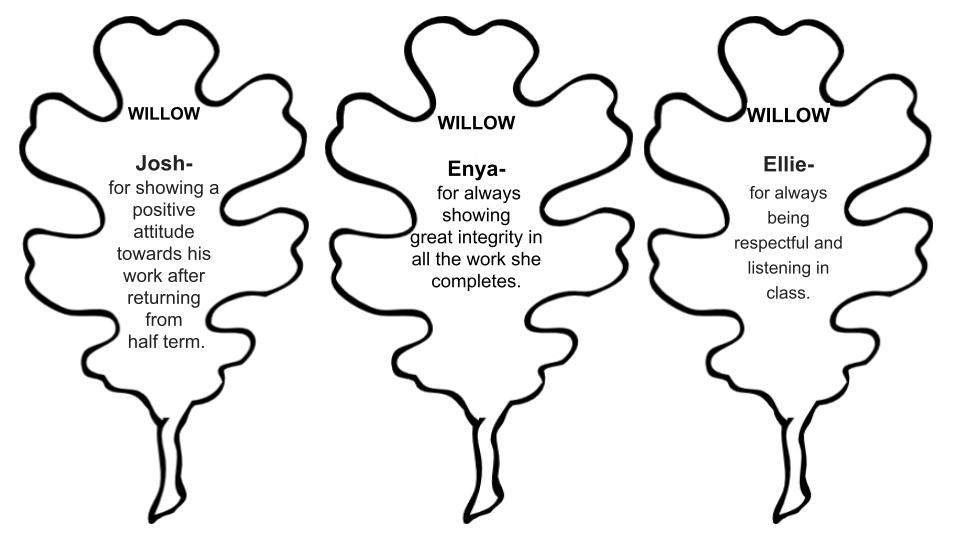 WILLOW
Josh-
for showing a
positive
attitude
towards his
work after
returning
from
half term.
WILLOW
Enya-
for always
showing
great integrity in
all the work she
completes.
WILLOW
Ellie-
for always
being
respectful and
listening in
class.